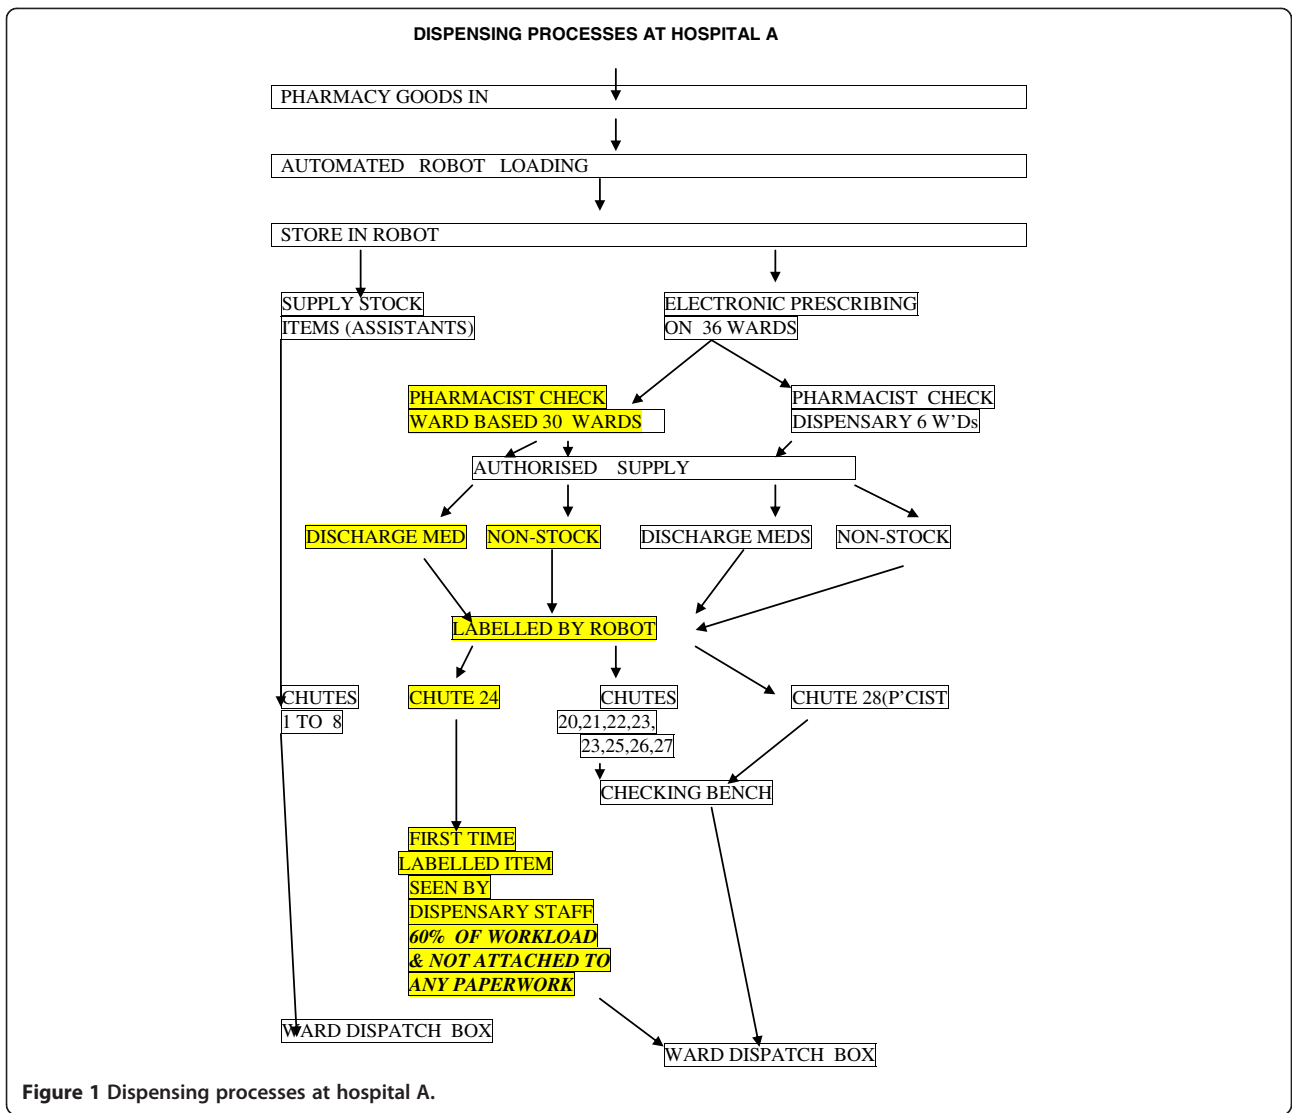 DISPENSING PROCESSES AT HOSPITAL A
PHARMACY GOODS IN
AUTOMATED ROBOT LOADING
STORE IN ROBOT
SUPPLY STOCK
ITEMS (ASSISTANTS)
ELECTRONIC PRESCRIBING
ON 36 WARDS
PHARMACIST CHECK
WARD BASED 30 WARDS
PHARMACIST CHECK
DISPENSARY 6 W'Ds
AUTHORISED SUPPLY
DISCHARGE MED
NON-STOCK
DISCHARGE MEDS
NON-STOCK
LABELLED BY ROBOT
CHUTES
1 TO 8
CHUTE 24
CHUTES
20,21,22,23,
23,25,26,27
CHUTE 28(P'CIST
CHECKING BENCH
FIRST TIME
LABELLED ITEM
SEEN BY
DISPENSARY STAFF
60% OF WORKLOAD
& NOT ATTACHED TO
ANY PAPERWORK
WARD DISPATCH BOX
WARD DISPATCH BOX
Figure 1 Dispensing processes at hospital A.